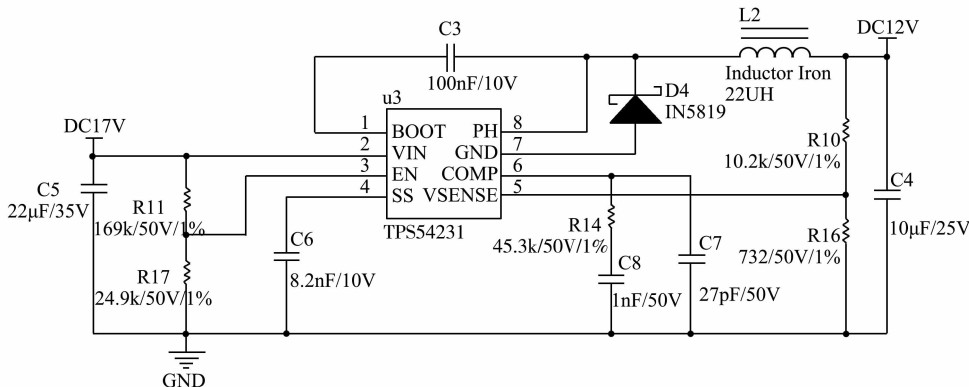 L2
DC12V
C3
100nF/10V
Inductor Iron
22UH
D4
IN5819
u3
DC17V
1
BOOT
PH
8
2
VIN
GND
7
3
EN
COMP
6
4
SS
VSENSE
5
TPS54231
R10
10.2k/50V/1%
C5
22μF/35V
R11
169k/50V/1%
C6
8.2nF/10V
R14
45.3k/50V/1%
C7
27pF/50V
C8
1nF/50V
R16
732/50V/1%
C4
10μF/25V
R17
24.9k/50V/1%
GND